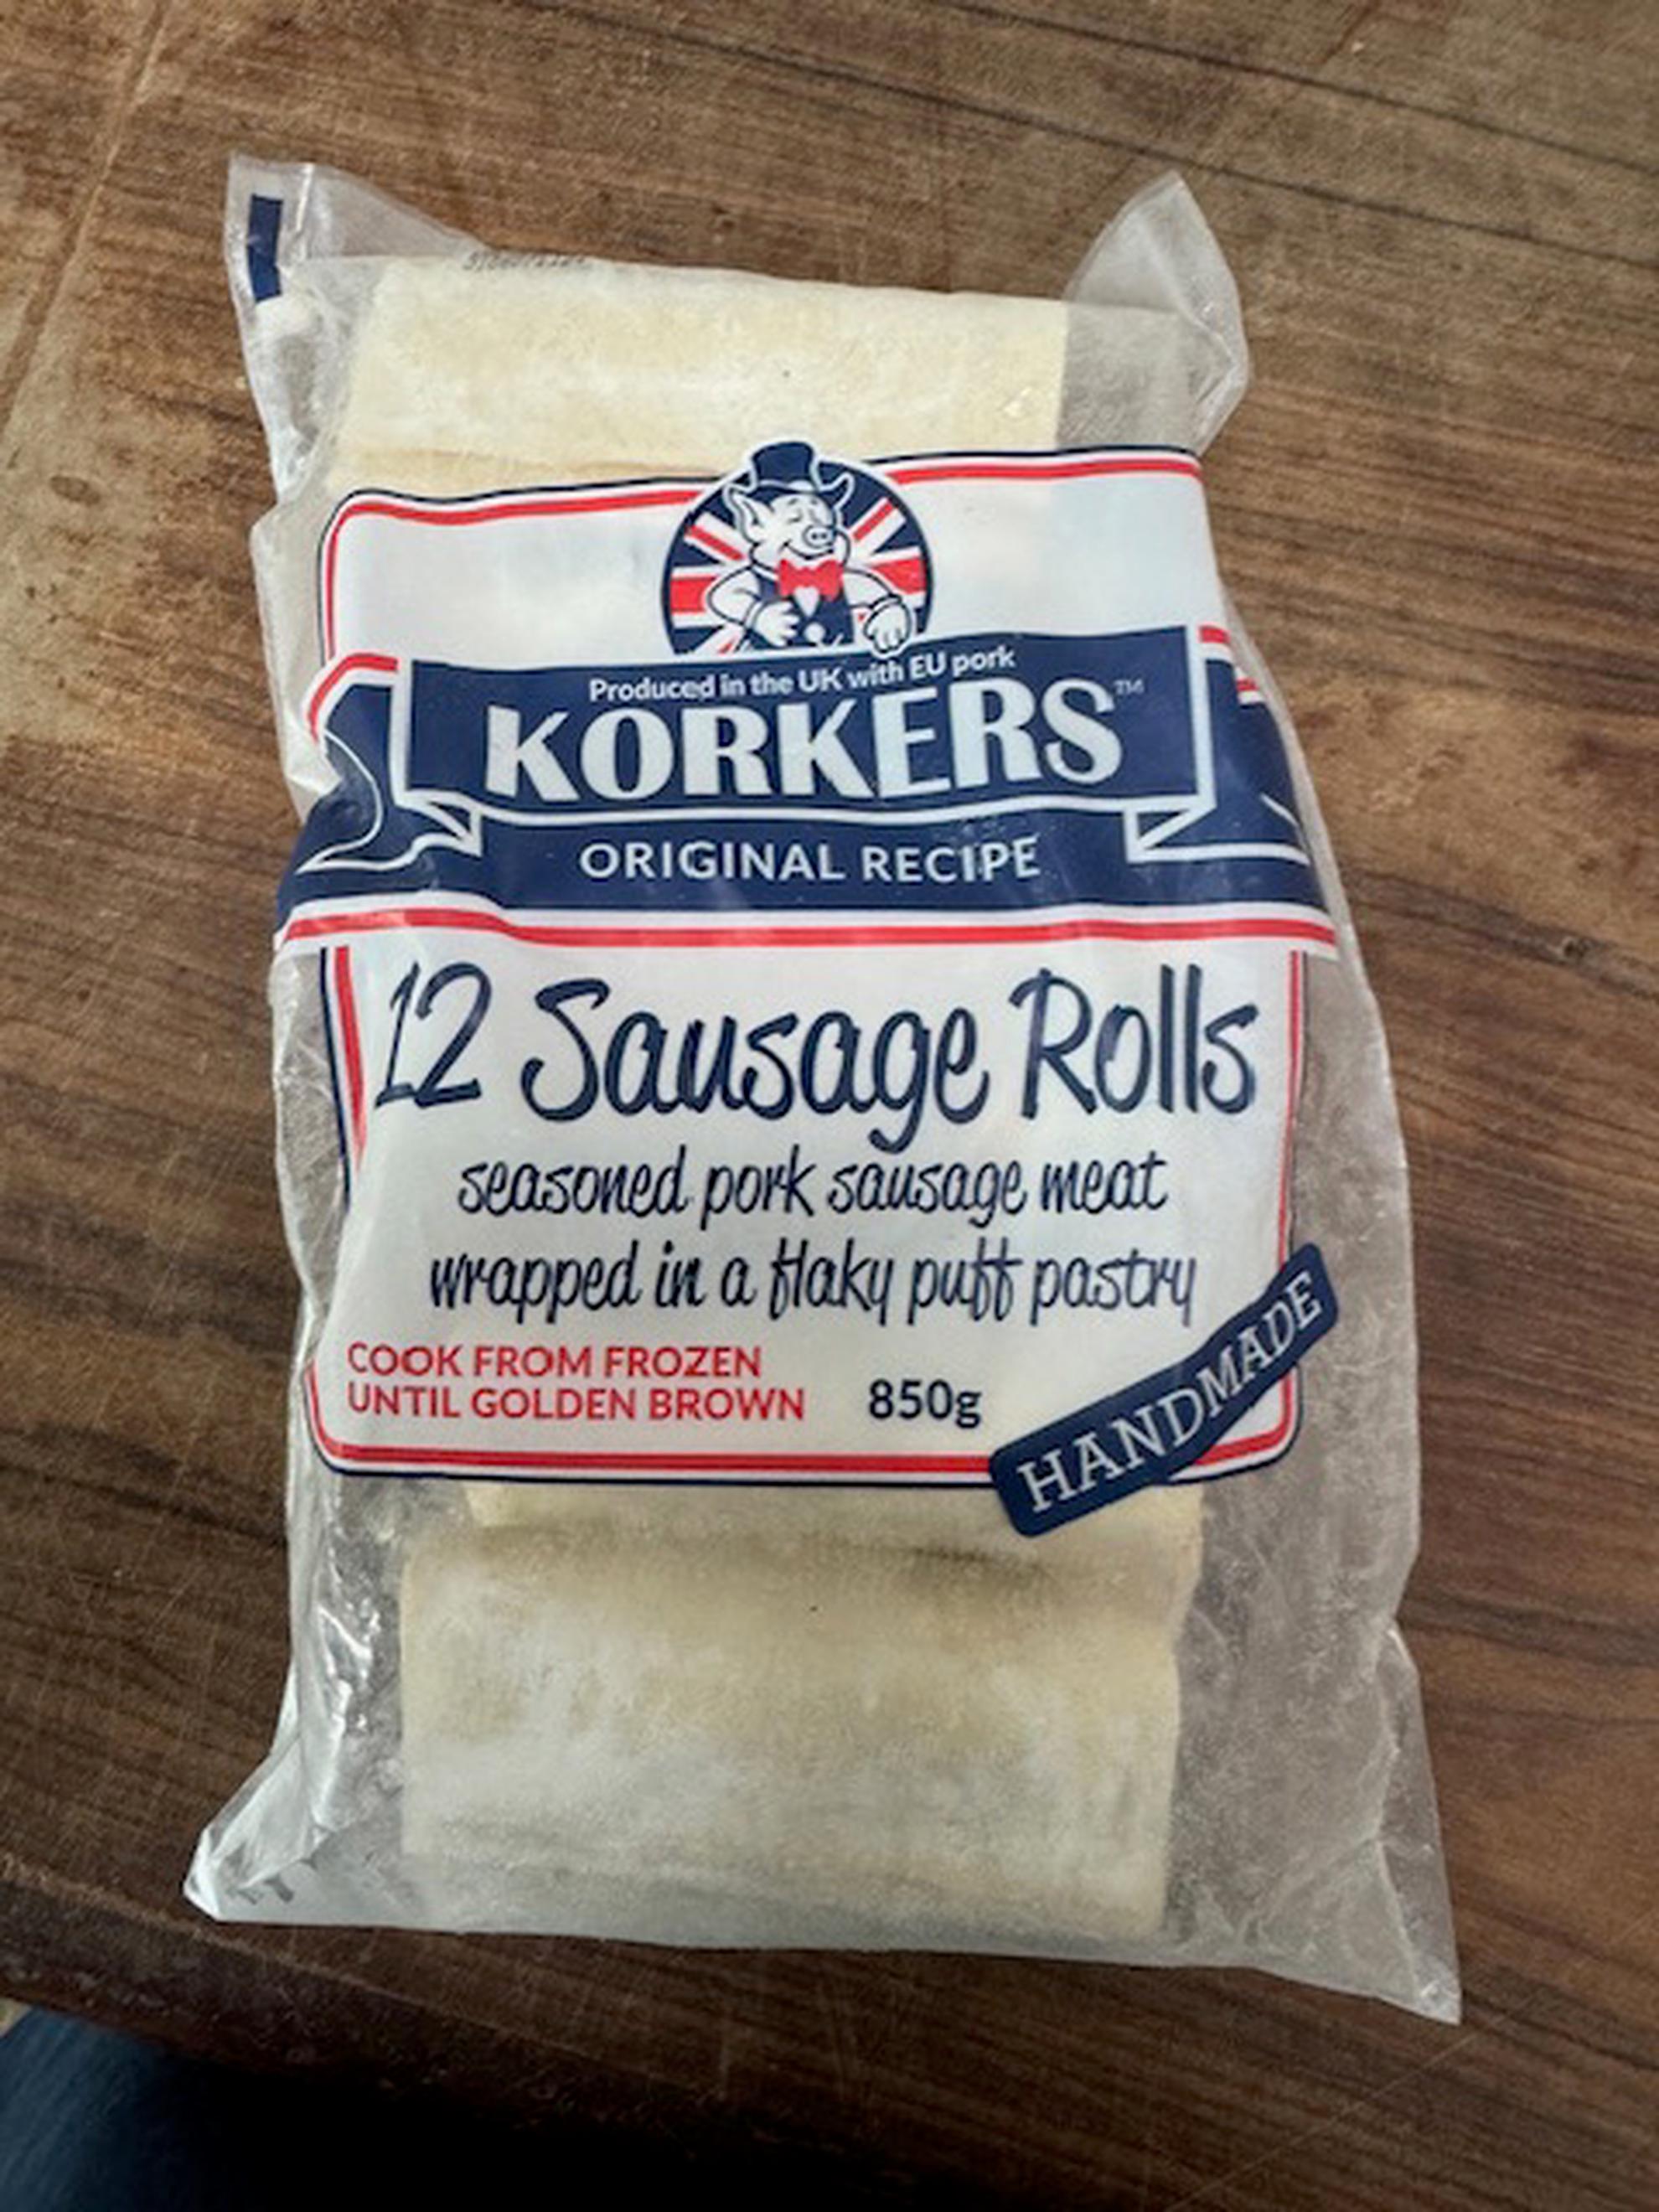 Produced in the UK with EU pork
KORKERS™
ORIGINAL RECIPE
12 Sausage Rolls
seasoned pork sausage meat
wrapped in a flaky puff pastry
COOK FROM FROZEN
UNTIL GOLDEN BROWN
850g
HANDMADE